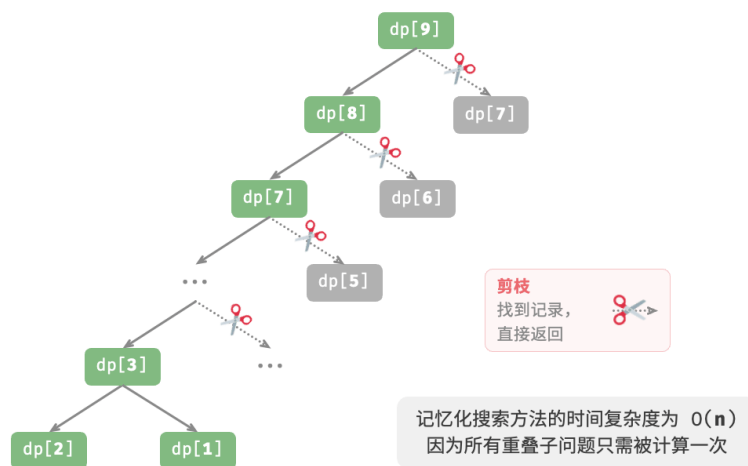 dp[9]
dp[8]
dp[7]
dp[7]
dp[6]
...
dp[5]
剪枝
找到记录，
直接返回
dp[3]
...
dp[2]
dp[1]
记忆化搜索方法的时间复杂度为 O(n)
因为所有重叠子问题只需被计算一次